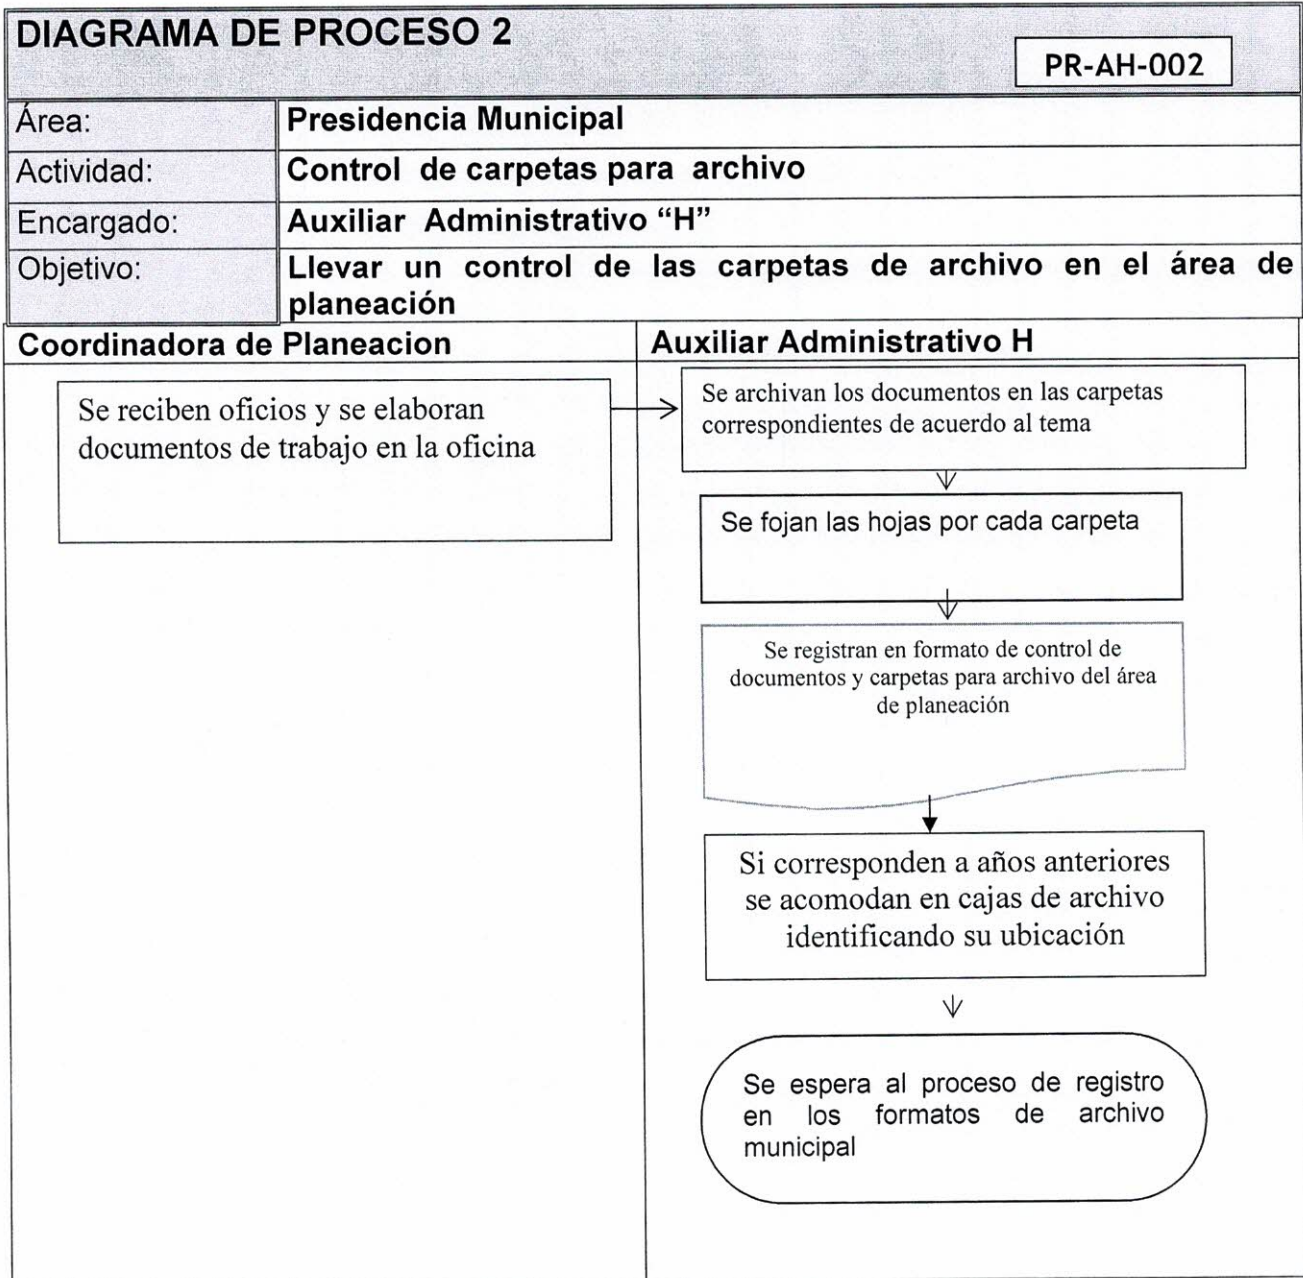 DIAGRAMA DE PROCESO 2
PR-AH-002
Área:
Presidencia Municipal
Actividad:
Control de carpetas para archivo
Encargado:
Auxiliar Administrativo “H”
Objetivo:
Llevar un control de las carpetas de archivo en el área de
planeación
Coordinadora de Planeacion
Auxiliar Administrativo H
Se reciben oficios y se elaboran
documentos de trabajo en la oficina
Se archivan los documentos en las carpetas
correspondientes de acuerdo al tema
Se fojan las hojas por cada carpeta
Se registran en formato de control de
documentos y carpetas para archivo del área
de planeación
Si corresponden a años anteriores
se acomodan en cajas de archivo
identificando su ubicación
Se espera al proceso de registro
en los formatos de archivo
municipal